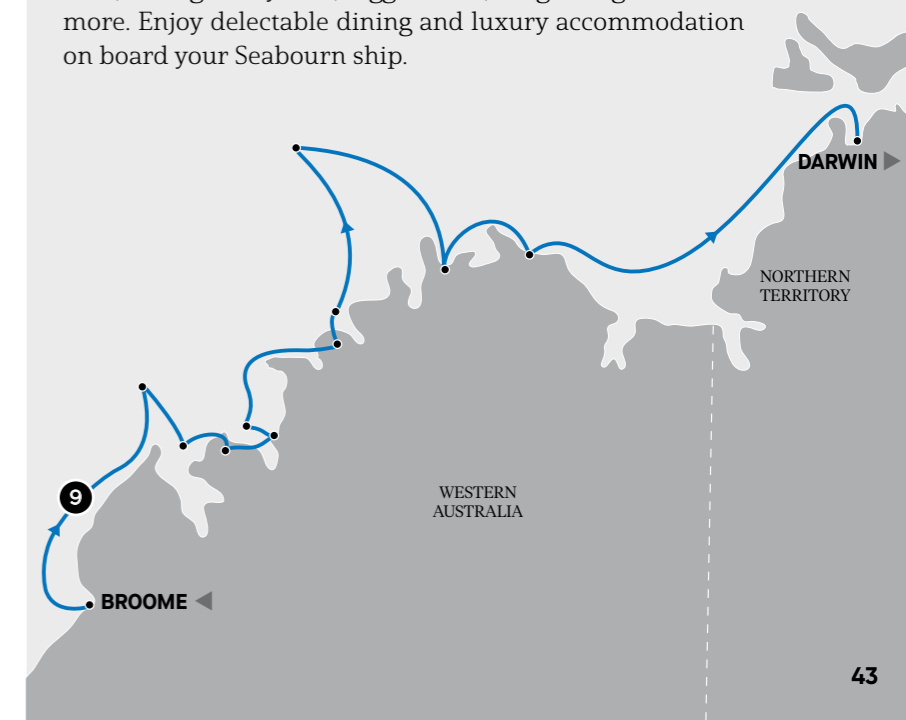 more. Enjoy delectable dining and luxury accommodation
on board your Seabourn ship.
DARWIN
NORTHERN
TERRITORY
WESTERN
AUSTRALIA
9
BROOME
43